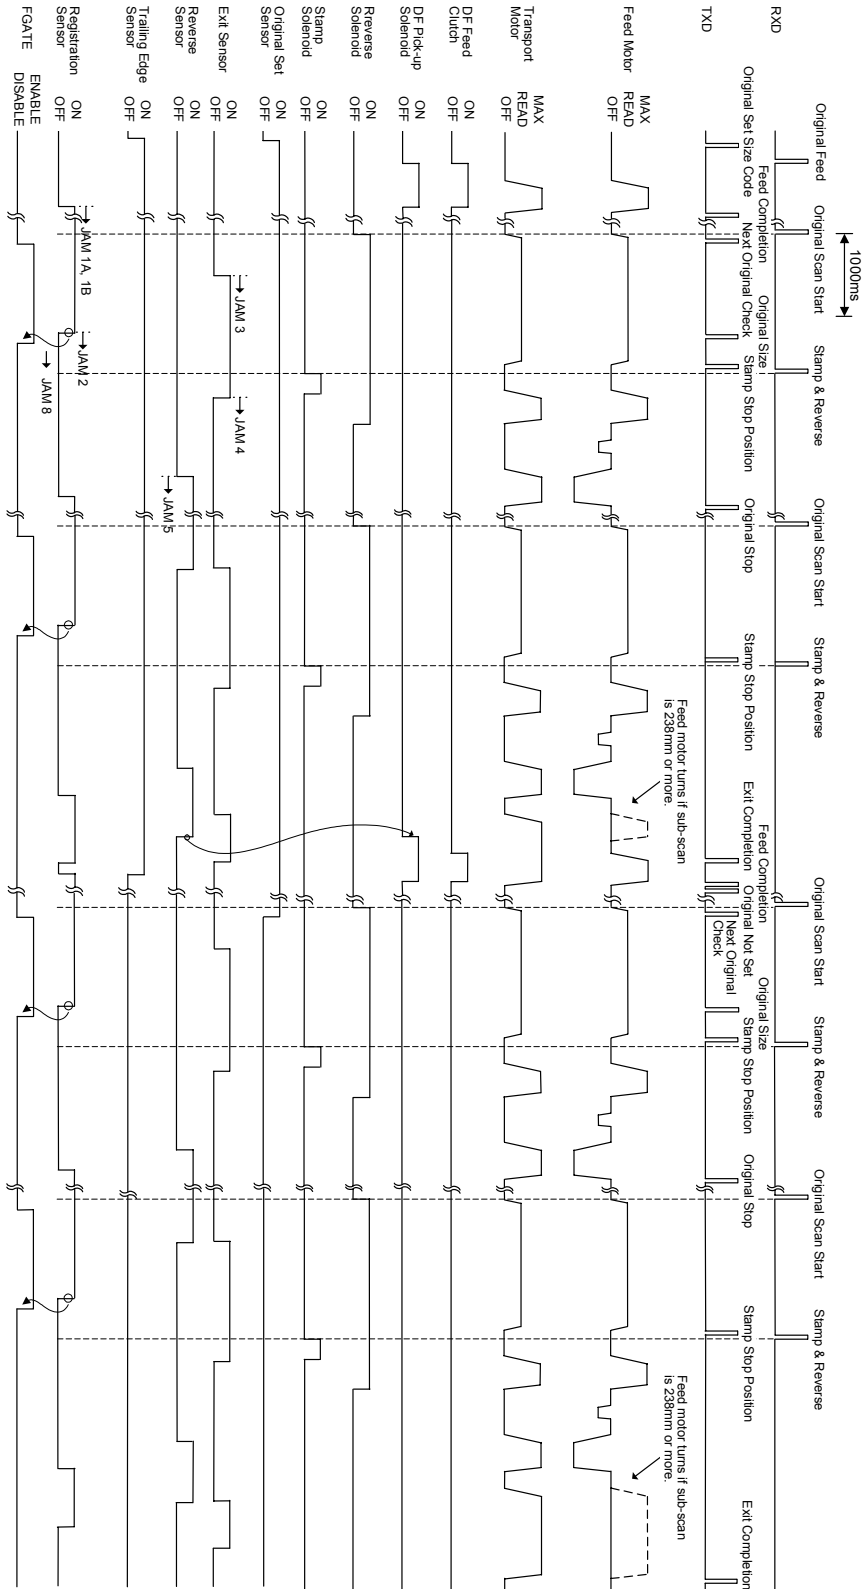 1000ms
Original Feed
Original Scan Start
Stamp & Reverse
Original Scan Start
Stamp & Reverse
Original Scan Start
Stamp & Reverse
Original Scan Start
Stamp & Reverse
RXD
Feed Completion
Original Size
Feed Completion
Original Size
Original Set Size Code
Next Original Check
Stamp Stop Position
Original Stop
Stamp Stop Position
Exit Completion
Original Not Set
Next Original
Check
Stamp Stop Position
Original Stop
Stamp Stop Position
Exit Completion
TXD
Feed motor turns if sub-scan
is 238mm or more.
Feed motor turns if sub-scan
is 238mm or more.
Feed Motor
MAX
READ
OFF
Transport
Motor
MAX
READ
OFF
DF Feed
Clutch
ON
OFF
DF Pick-up
Solenoid
ON
OFF
Rreverse
Solenoid
ON
OFF
Stamp
Solenoid
ON
OFF
Original Set
Sensor
ON
OFF
Exit Sensor
ON
OFF
JAM 3
JAM 4
Reverse
Sensor
ON
OFF
JAM 5
Trailing Edge
Sensor
ON
OFF
Registration
Sensor
ON
OFF
JAM 1A, 1B
JAM 2
JAM 8
FGATE
ENABLE
DISABLE